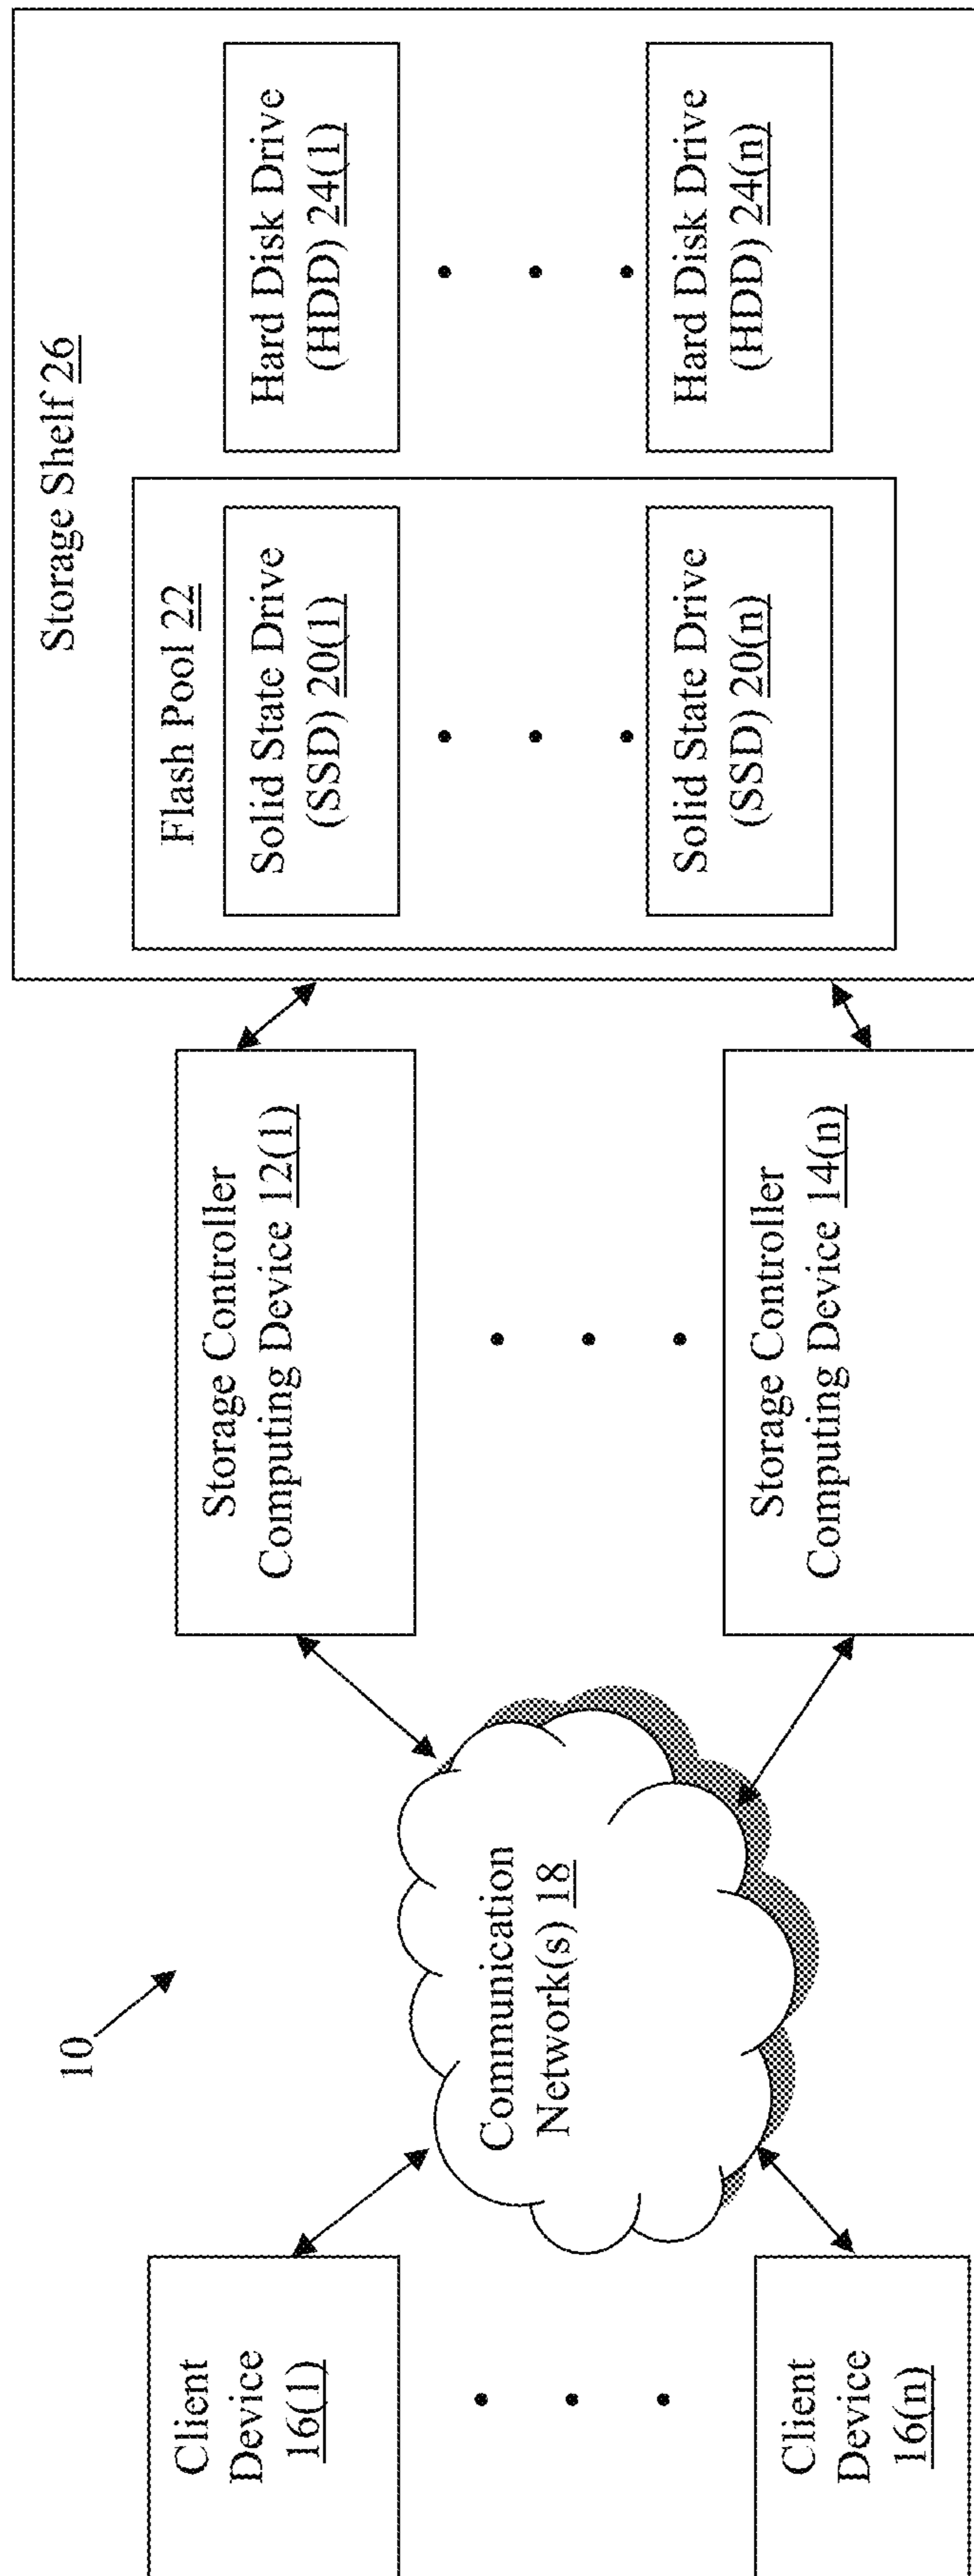 10
Client
Device
16(1)
Client
Device
16(n)
Communication
Network(s) 18
Storage Controller
Computing Device 12(1)
Storage Controller
Computing Device 14(n)
Storage Shelf 26
Flash Pool 22
Solid State Drive
(SSD) 20(1)
Solid State Drive
(SSD) 20(n)
Hard Disk Drive
(HDD) 24(1)
Hard Disk Drive
(HDD) 24(n)